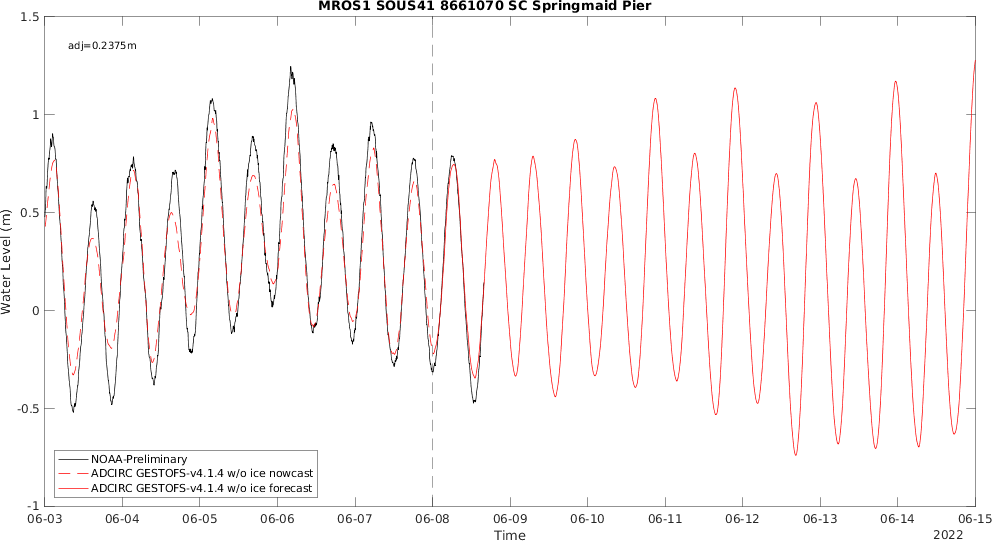 MROS1 SOUS41 8661070 SC Springmaid Pier
adj=0.2375m
1.5
1
0.5
0
-0.5
-1
Water Level (m)
NOAA-Preliminary
ADCIRC GESTOFS-v4.1.4 w/o ice nowcast
ADCIRC GESTOFS-v4.1.4 w/o ice forecast
06-03 06-04 06-05 06-06 06-07 06-08 06-09 06-10 06-11 06-12 06-13 06-14 06-15
Time
2022